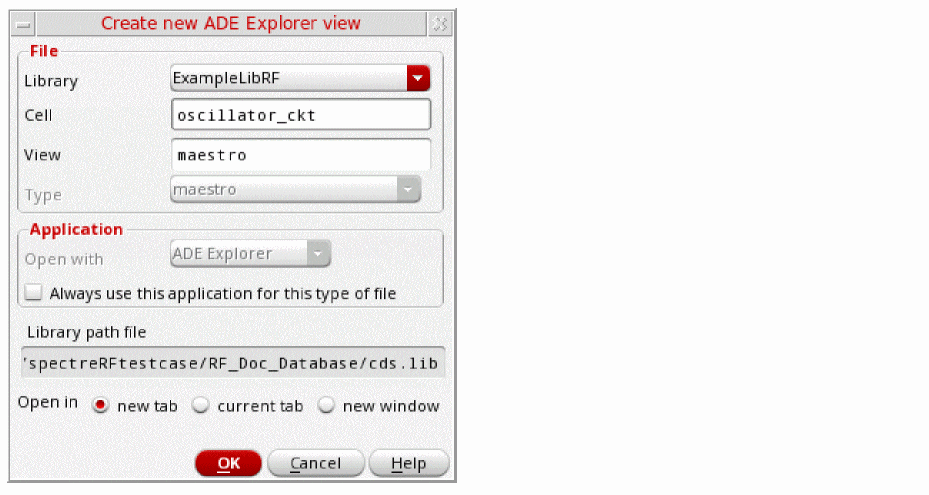 Create new ADE Explorer view
File
Library ExampleLibRF
Cell oscillator_ckt
View maestro
Type maestro
Application
Open with ADE Explorer
Always use this application for this type of file
Library path file
'spectreRFtestcase/RF_Doc_Database/cds.lib
Open in new tab current tab new window
OK Cancel Help